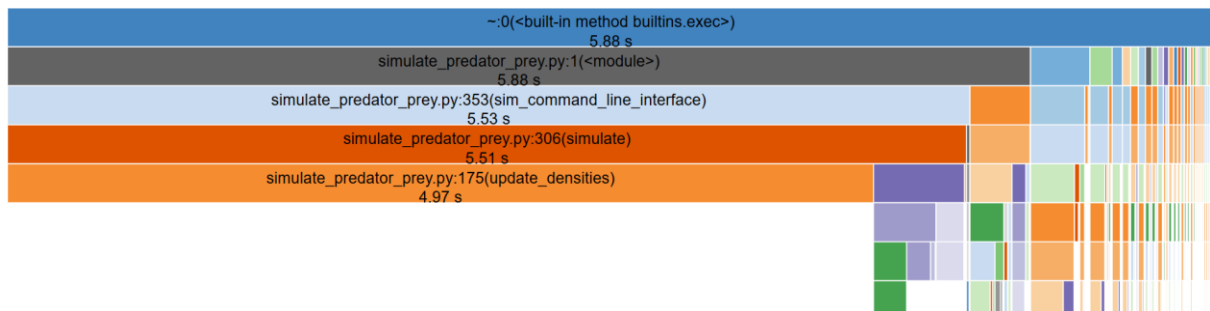 ~:0(<built-in method builtins.exec>)
5.88 s
simulate_predator_prey.py:1(<module>)
5.88 s
simulate_predator_prey.py:353(sim_command_line_interface)
5.53 s
simulate_predator_prey.py:306(simulate)
5.51 s
simulate_predator_prey.py:175(update_densities)
4.97 s